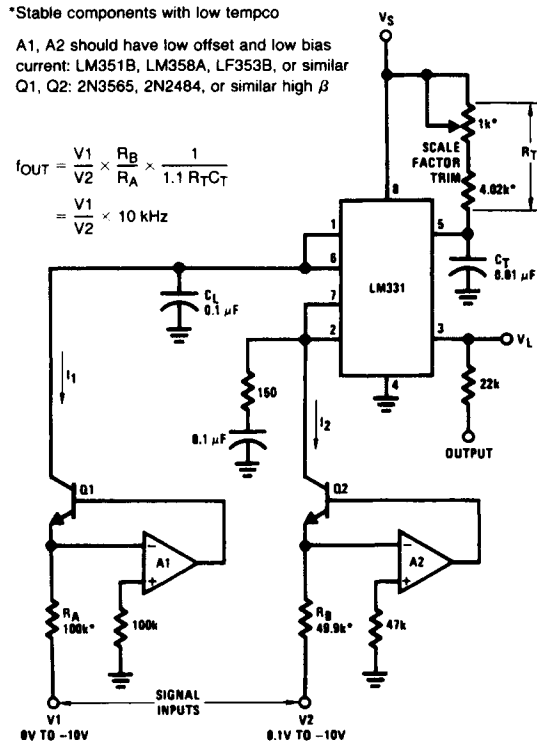 *Stable components with low tempco
A1, A2 should have low offset and low bias
current: LM351B, LM358A, LF353B, or similar
Q1, Q2: 2N3565, 2N2484, or similar high β
fOUT = V1/V2 × RB/RA × 1/1.1 RTCT
= V1/V2 × 10 kHz
VS
1k*
SCALE
FACTOR
TRIM
RT
4.02k*
8
1
5
6
CT
0.01 μF
LM331
CL
0.1 μF
7
2
3
VL
4
22k
I1
150
0.1 μF
I2
OUTPUT
Q1
Q2
−
A1
+
−
A2
+
RA
100k*
100k
RB
49.9k*
47k
SIGNAL
INPUTS
V1
0V TO −10V
V2
0.1V TO −10V